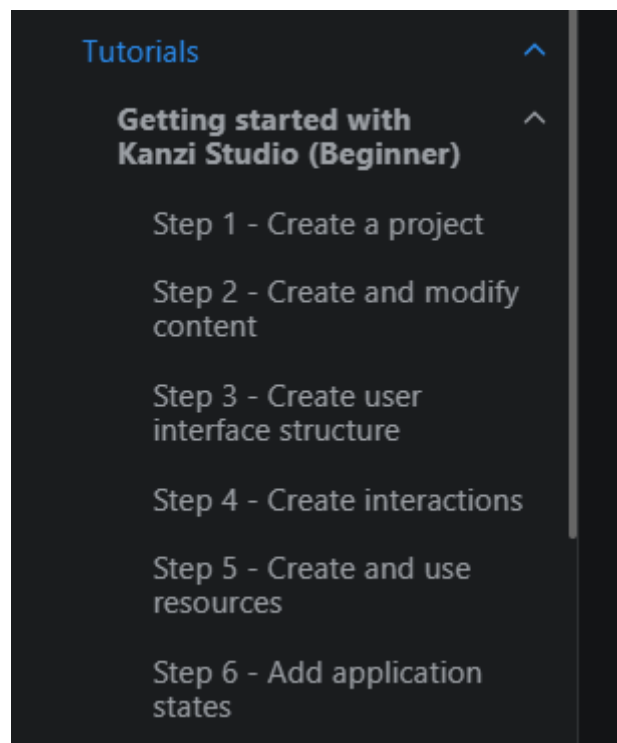 Tutorials
Getting started with
Kanzi Studio (Beginner)
Step 1 - Create a project
Step 2 - Create and modify
content
Step 3 - Create user
interface structure
Step 4 - Create interactions
Step 5 - Create and use
resources
Step 6 - Add application
states